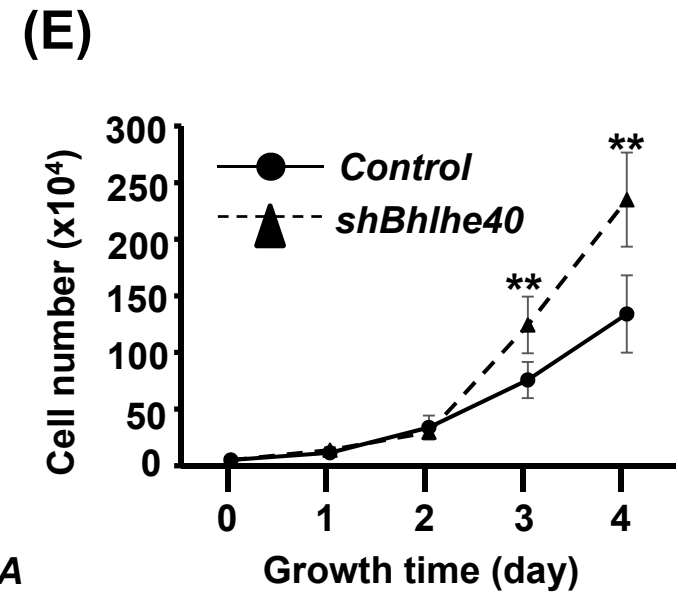 (E)
300
250
200
150
100
50
0
Cell number (x10⁴)
Control
shBhlhe40
**
**
0 1 2 3 4
Growth time (day)
A